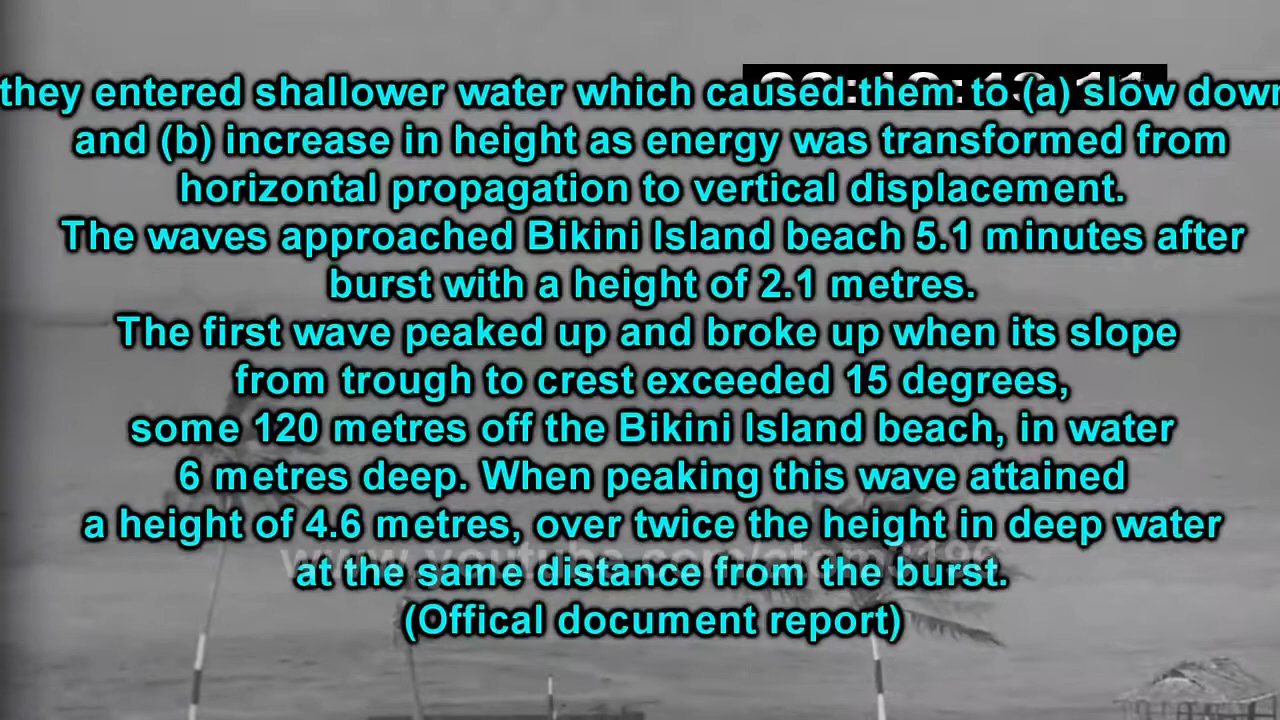 they entered shallower water which caused them to (a) slow down
and (b) increase in height as energy was transformed from
horizontal propagation to vertical displacement.
The waves approached Bikini Island beach 5.1 minutes after
burst with a height of 2.1 metres.
The first wave peaked up and broke up when its slope
from trough to crest exceeded 15 degrees,
some 120 metres off the Bikini Island beach, in water
6 metres deep. When peaking this wave attained
a height of 4.6 metres, over twice the height in deep water
at the same distance from the burst.
(Offical document report)